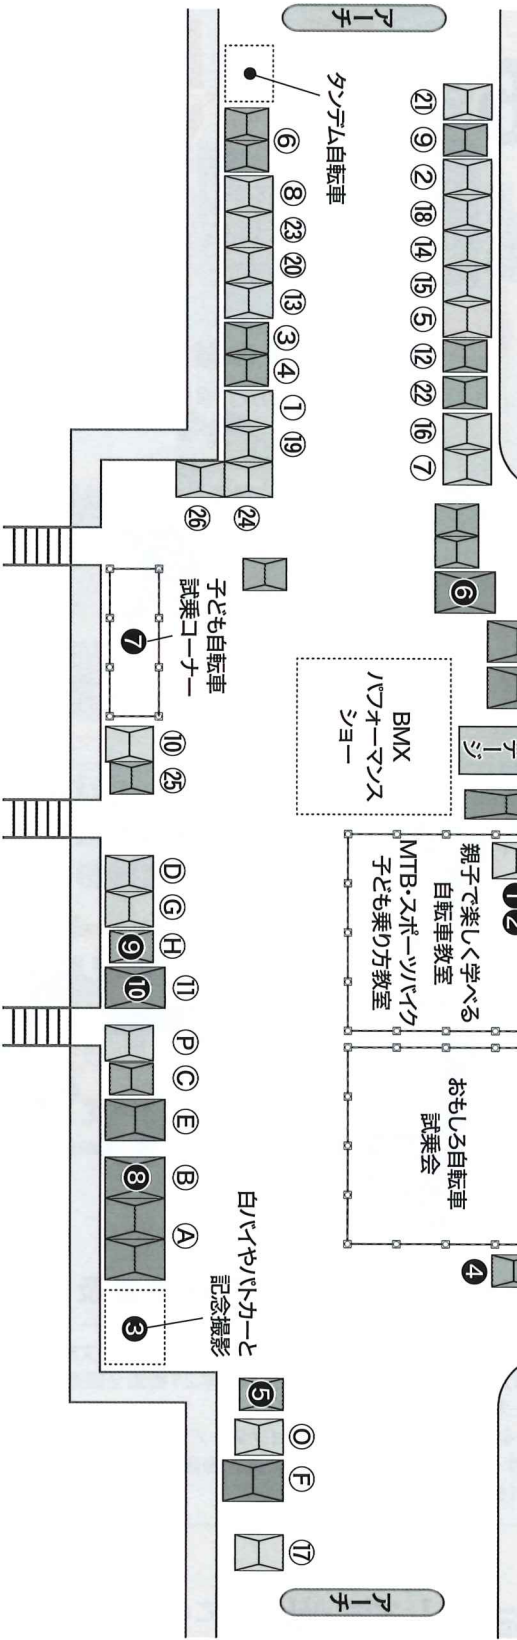 アーチ
タンデム自転車
㉑
⑨
②
⑱
⑭
⑮
⑤
⑫
㉒
⑯
⑦
⑥
⑧
㉓
⑳
⑬
③
④
①
⑲
㉔
㉖
❻
子ども自転車
試乗コーナー
❼
BMX
パフォーマンス
ショー
⑩
㉕
❶❷
親子で楽しく学べる
自転車教室
MTB・スポーツバイク
子ども乗り方教室
おもしろ自転車
試乗会
❹
Ⓓ
Ⓖ
Ⓗ
❾
⑪
❿
Ⓟ
Ⓒ
Ⓔ
Ⓑ
❽
Ⓐ
白バイやパトカーと
記念撮影
❸
❺
Ⓞ
Ⓕ
⑰
アーチ